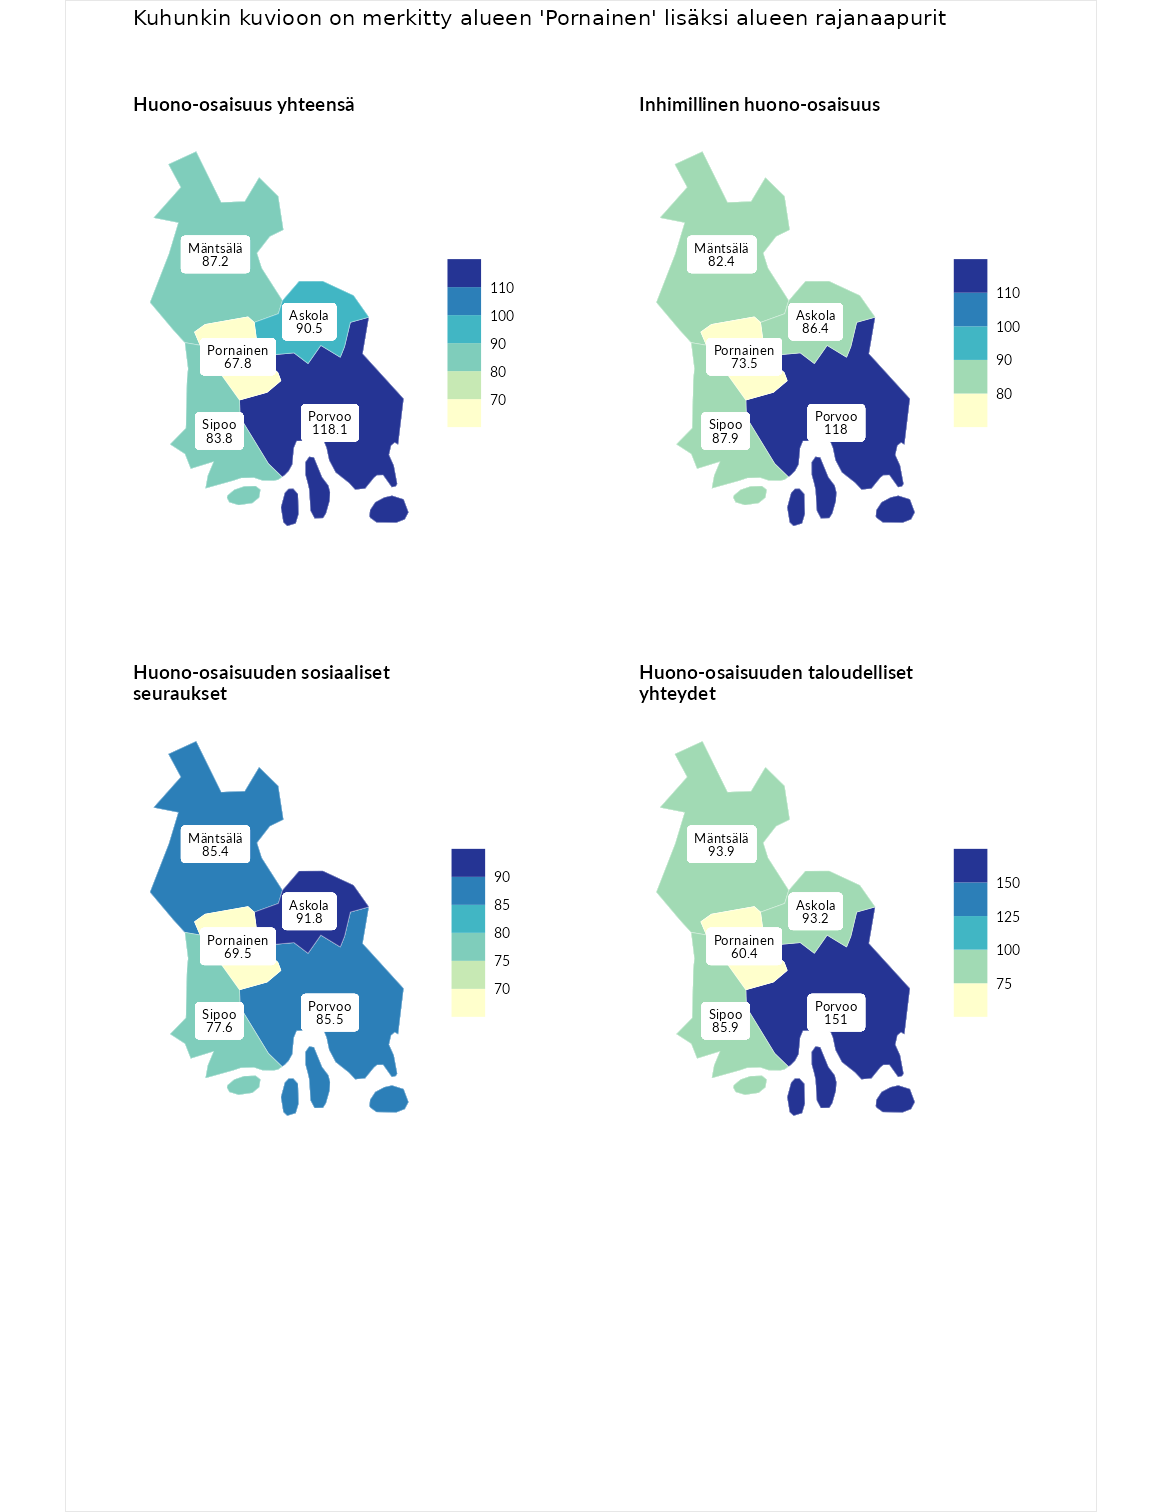 Kuhunkin kuvioon on merkitty alueen 'Pornainen' lisäksi alueen rajanaapurit
Huono-osaisuus yhteensä
Mäntsälä
87.2
Askola
90.5
Pornainen
67.8
Sipoo
83.8
Porvoo
118.1
110
100
90
80
70
Inhimillinen huono-osaisuus
Mäntsälä
82.4
Askola
86.4
Pornainen
73.5
Sipoo
87.9
Porvoo
118
110
100
90
80
Huono-osaisuuden sosiaaliset
seuraukset
Mäntsälä
85.4
Askola
91.8
Pornainen
69.5
Sipoo
77.6
Porvoo
85.5
90
85
80
75
70
Huono-osaisuuden taloudelliset
yhteydet
Mäntsälä
93.9
Askola
93.2
Pornainen
60.4
Sipoo
85.9
Porvoo
151
150
125
100
75